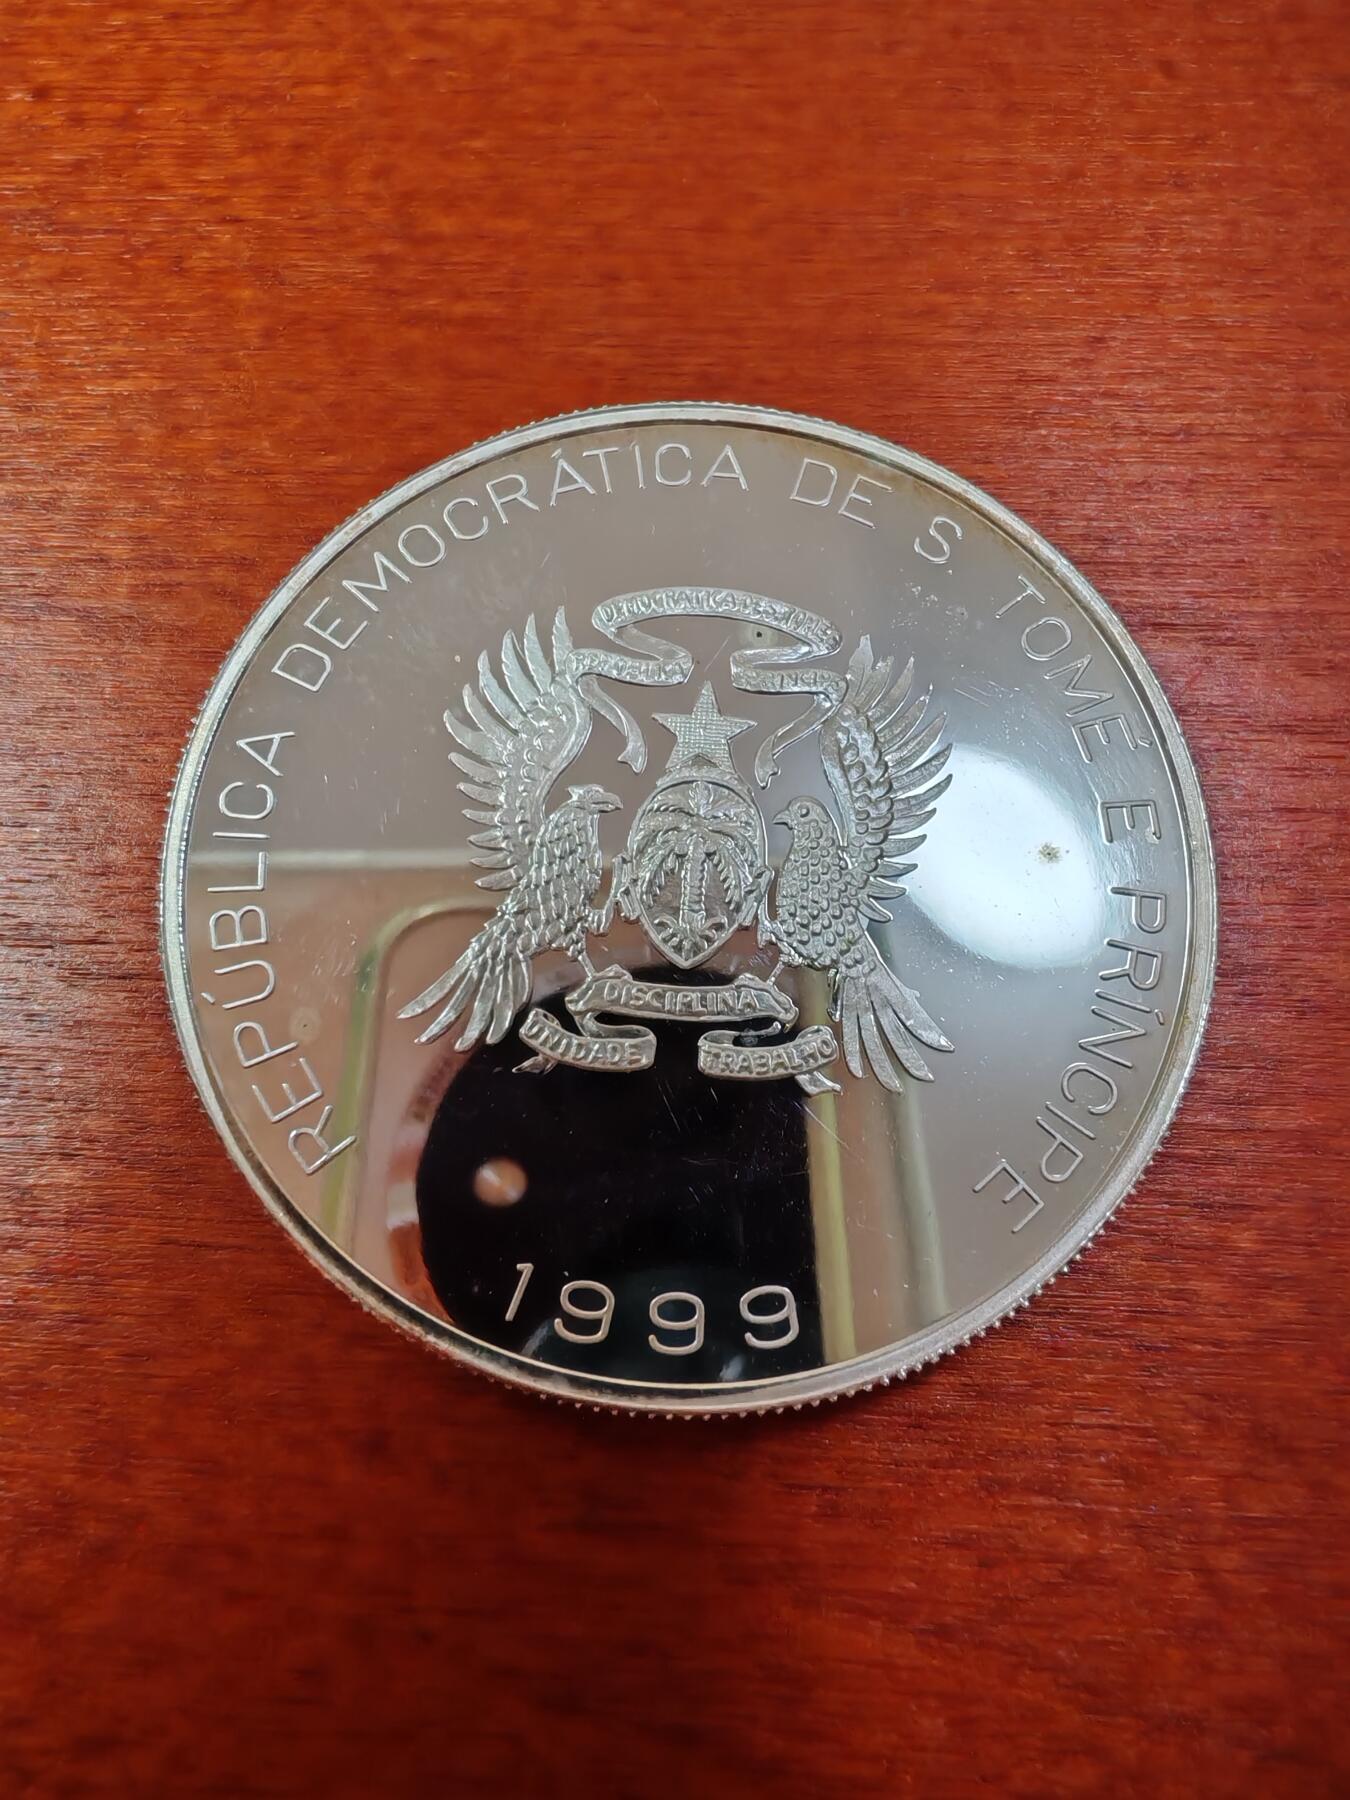 REPÚBLICA DEMOCRÁTICA DE S. TOMÉ E PRÍNCIPE
DISCIPLINA
UNIDADE TRABALHO
1999